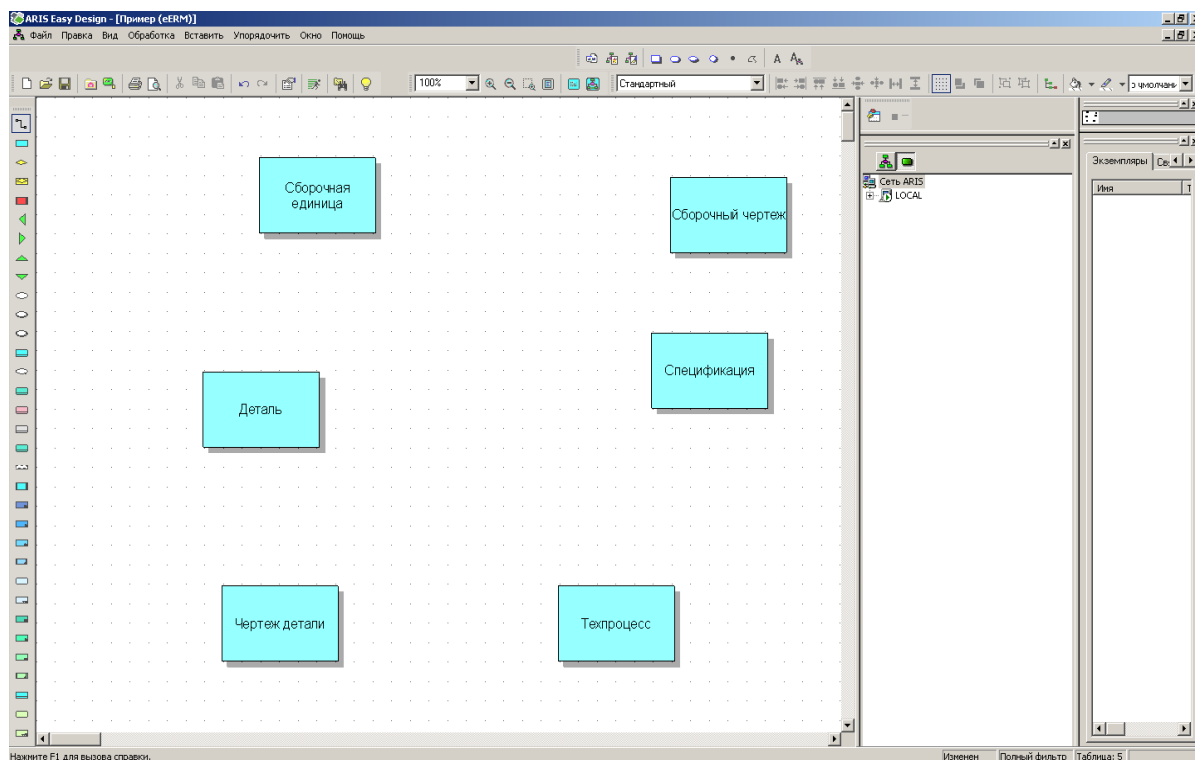 ARIS Easy Design - [Пример (eERM)]
Файл Правка Вид Обработка Вставить Упорядочить Окно Помощь
100%
Стандартный
Сборочная
единица
Сборочный чертеж
Спецификация
Деталь
Чертеж детали
Техпроцесс
Сеть ARIS
LOCAL
Экземпляры
Имя
Нажмите F1 для вызова справки.
Изменен Полный фильтр Таблица: 5